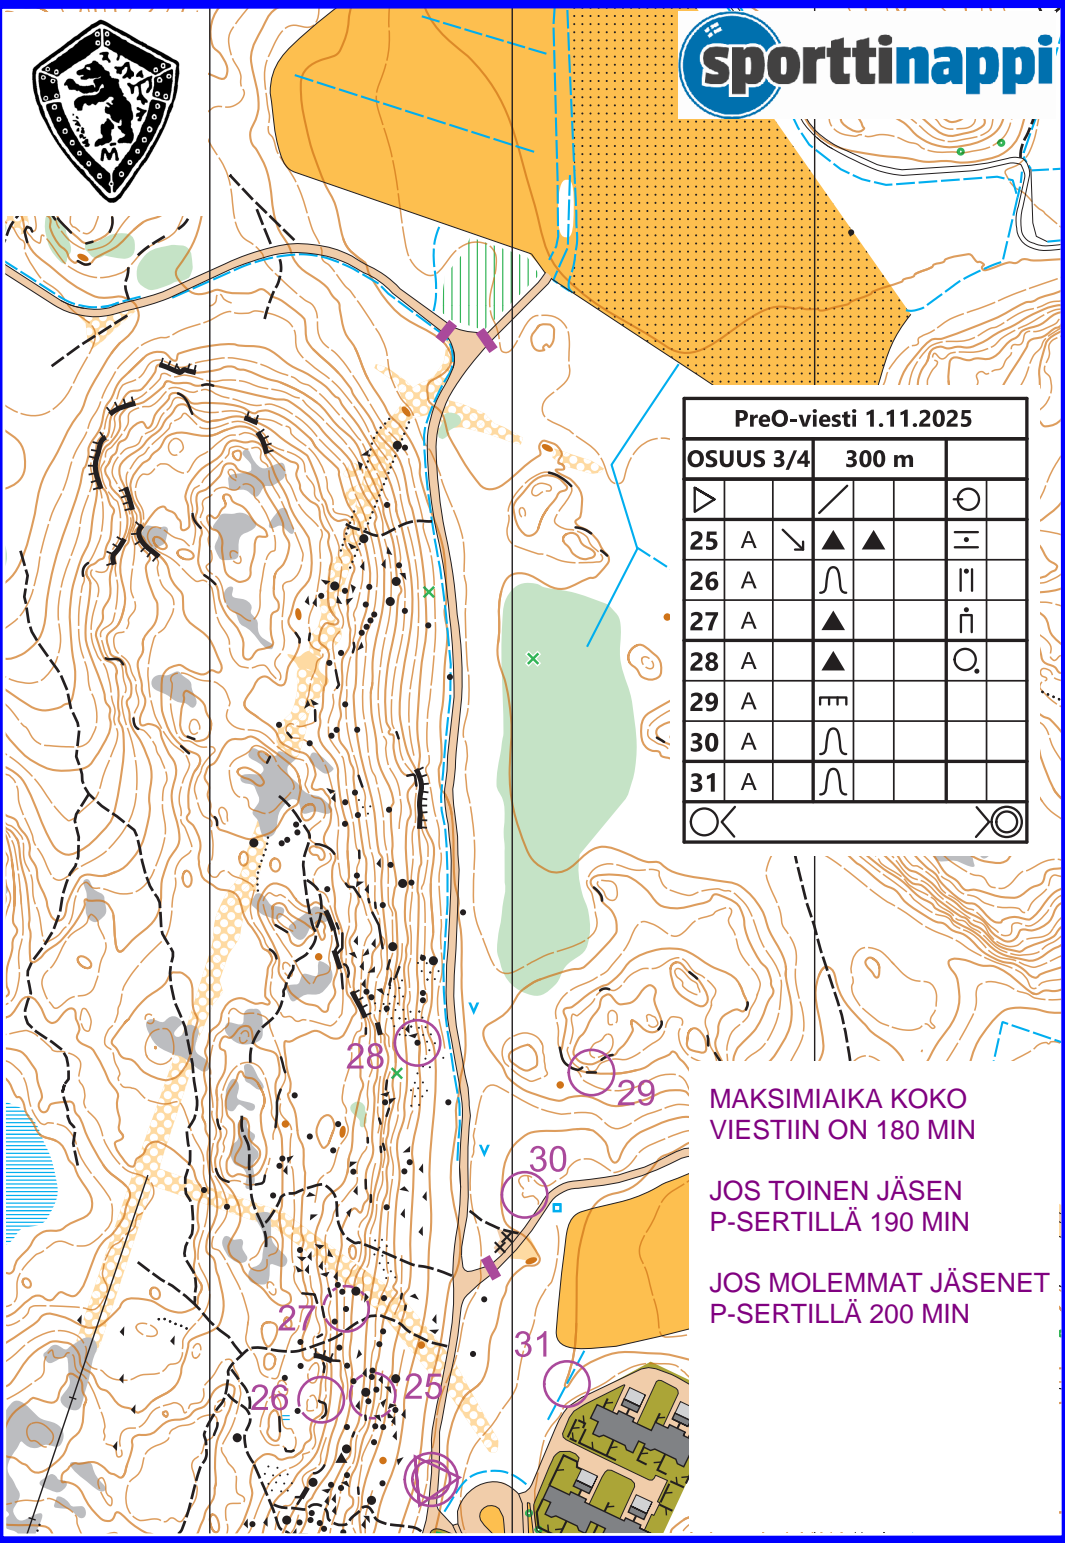 M
sporttinappi
PreO-viesti 1.11.2025
OSUUS 3/4 300 m
25 A
26 A
27 A
28 A
29 A
30 A
31 A
28
29
30
27
31
26
25
MAKSIMIAIKA KOKO
VIESTIIN ON 180 MIN
JOS TOINEN JÄSEN
P-SERTILLÄ 190 MIN
JOS MOLEMMAT JÄSENET
P-SERTILLÄ 200 MIN